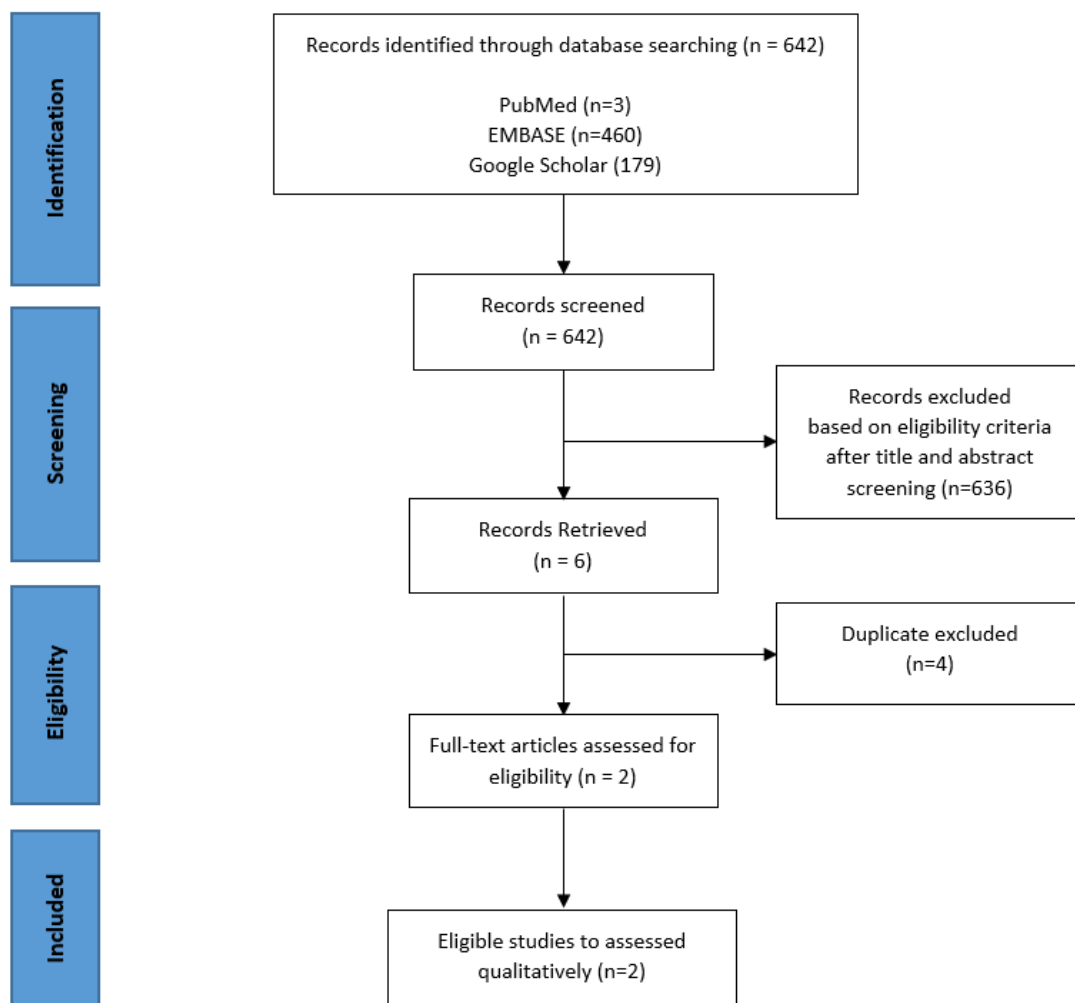 Identification
Records identified through database searching (n = 642)
PubMed (n=3)
EMBASE (n=460)
Google Scholar (179)
Screening
Records screened
(n = 642)
Records excluded
based on eligibility criteria
after title and abstract
screening (n=636)
Records Retrieved
(n = 6)
Eligibility
Duplicate excluded
(n=4)
Full-text articles assessed for
eligibility (n = 2)
Included
Eligible studies to assessed
qualitatively (n=2)